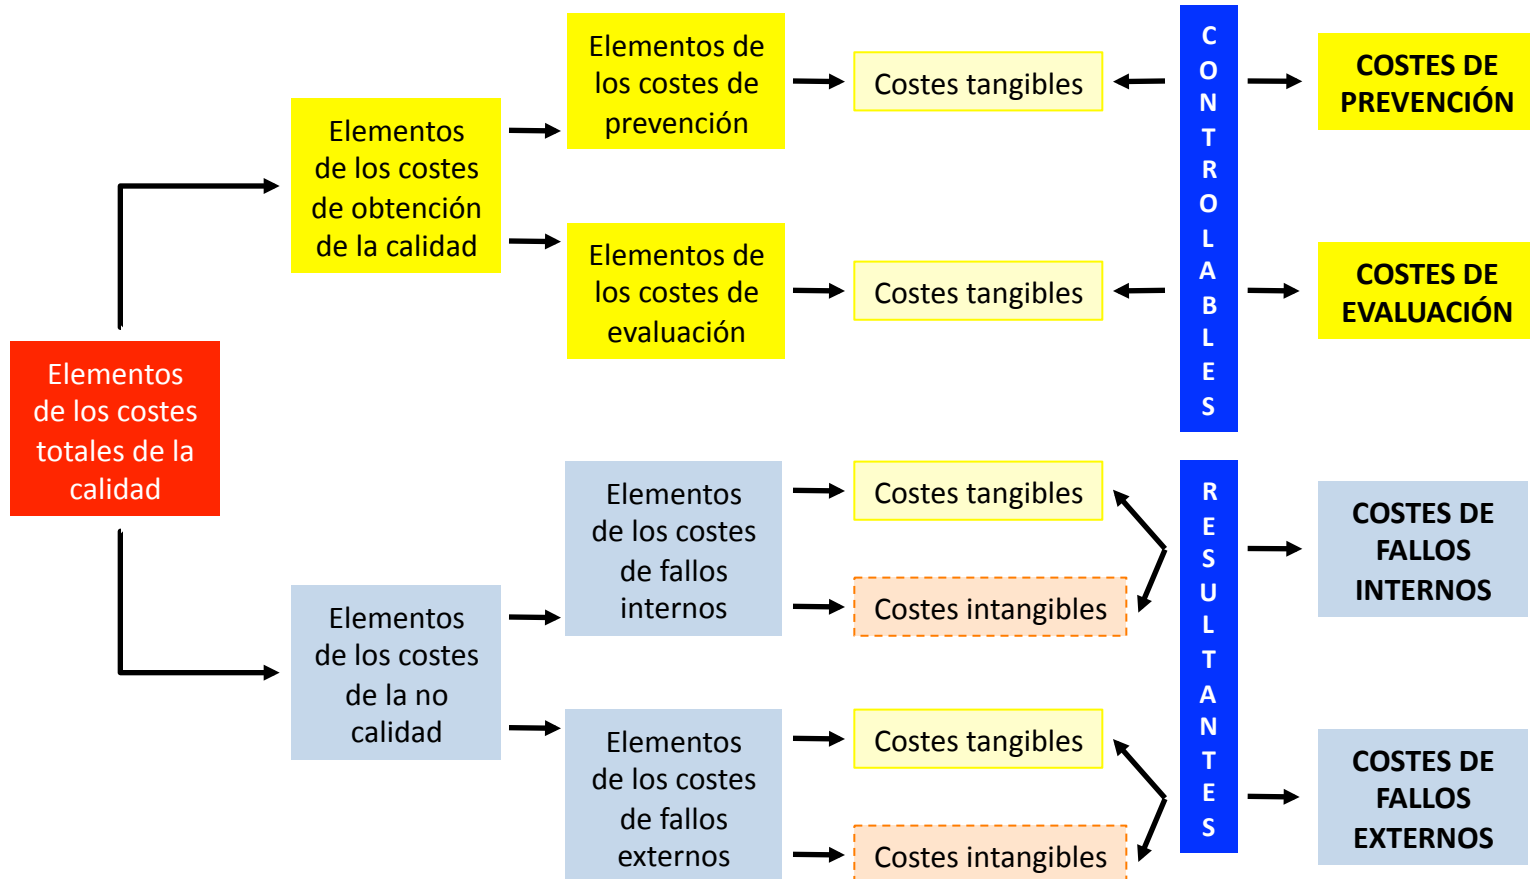 Elementos
de los costes
totales de la
calidad
Elementos
de los costes
de obtención
de la calidad
Elementos de
los costes de
prevención
Costes tangibles
Elementos de
los costes de
evaluación
Costes tangibles
CONTROLABLES
COSTES DE
PREVENCIÓN
COSTES DE
EVALUACIÓN
Elementos
de los costes
de la no
calidad
Elementos
de los costes
de fallos
internos
Costes tangibles
Costes intangibles
Elementos
de los costes
de fallos
externos
Costes tangibles
Costes intangibles
RESULTANTES
COSTES DE
FALLOS
INTERNOS
COSTES DE
FALLOS
EXTERNOS